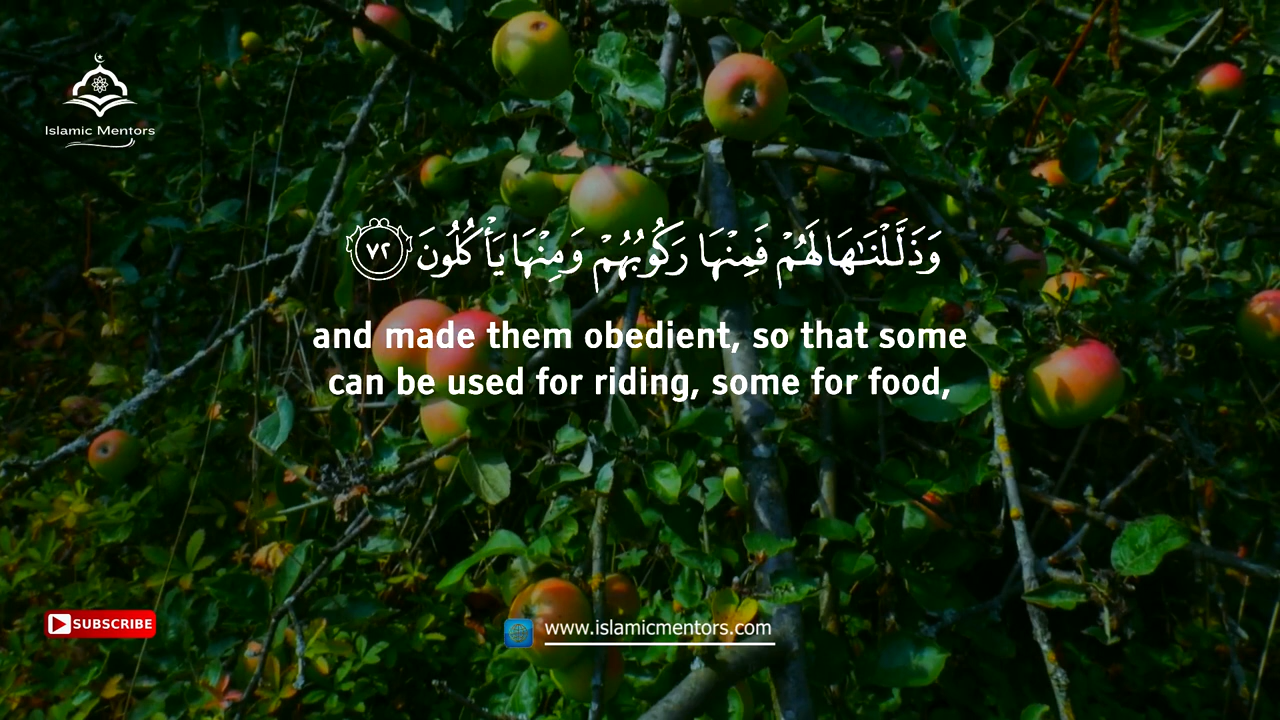 Islamic Mentors
وَذَلَّلْنَـٰهَا لَهُمْ فَمِنْهَا رَكُوبُهُمْ وَمِنْهَا يَأْكُلُونَ ٧٢
and made them obedient, so that some
can be used for riding, some for food,
SUBSCRIBE
www.islamicmentors.com